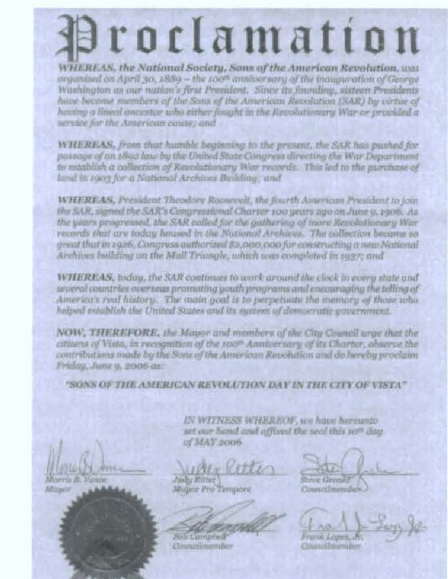 Proclamation
WHEREAS, the National Society, Sons of the American Revolution, was
organized on April 30, 1889 – the 100th anniversary of the inauguration of George
Washington as our nation's first President. Since its founding, sixteen Presidents
have become members of the Sons of the American Revolution (SAR) by virtue of
having a lineal ancestor who either fought in the Revolutionary War or provided a
service for the American cause; and
WHEREAS, from that humble beginning to the present, the SAR has pushed for
passage of an 1892 law by the United State Congress directing the War Department
to establish a collection of Revolutionary War records. This led to the purchase of
land in 1903 for a National Archives Building; and
WHEREAS, President Theodore Roosevelt, the fourth American President to join
the SAR, signed the SAR's Congressional Charter 100 years ago on June 9, 1906. As
the years progressed, the SAR called for the gathering of more Revolutionary War
records that are today housed in the National Archives. The collection became so
great that in 1926, Congress authorized $2,000,000 for constructing a new National
Archives building on the Mall Triangle, which was completed in 1937; and
WHEREAS, today, the SAR continues to work around the clock in every state and
several countries overseas promoting youth programs and encouraging the telling of
America's real history. The main goal is to perpetuate the memory of those who
helped establish the United States and its system of democratic government.
NOW, THEREFORE, the Mayor and members of the City Council urge that the
citizens of Vista, in recognition of the 100th Anniversary of its Charter, observe the
contributions made by the Sons of the American Revolution and do hereby proclaim
Friday, June 9, 2006 as:
"SONS OF THE AMERICAN REVOLUTION DAY IN THE CITY OF VISTA"
IN WITNESS WHEREOF, we have hereunto
set our hand and affixed the seal this 10th day
of MAY 2006
Morris B. Vance
Mayor
Judy Ritter
Mayor Pro Tempore
Steve Gronke
Councilmember
Bob Campbell
Councilmember
Frank Lopez, Jr.
Councilmember